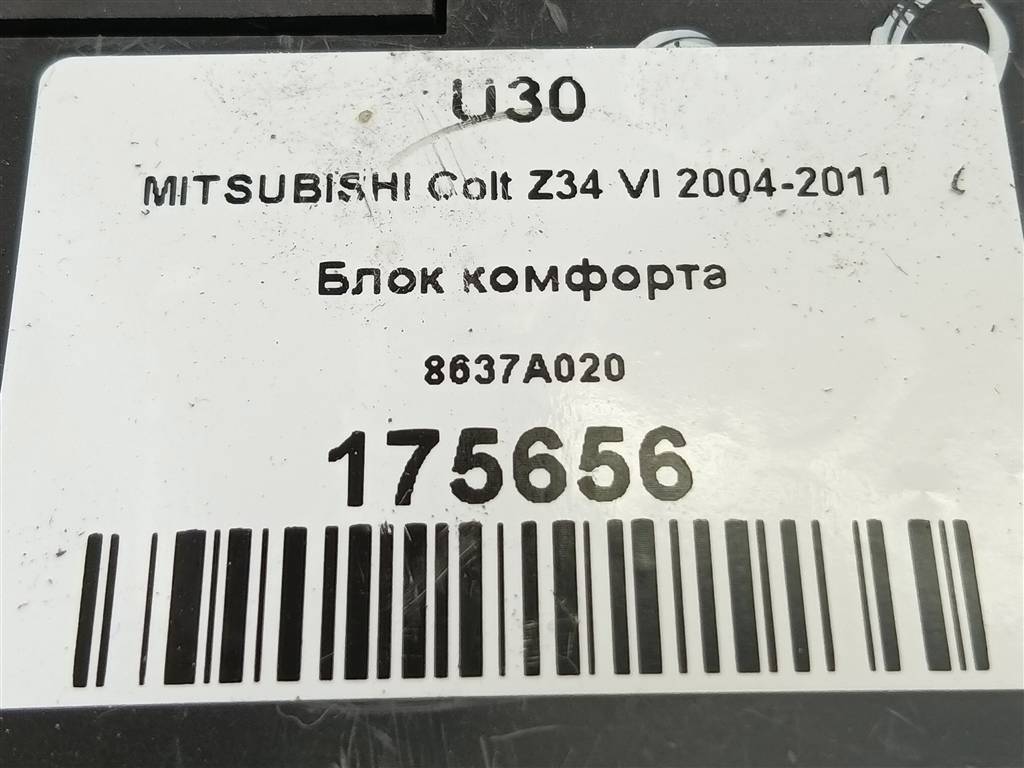 U30
MITSUBISHI Colt Z34 VI 2004-2011
Блок комфорта
8637A020
175656